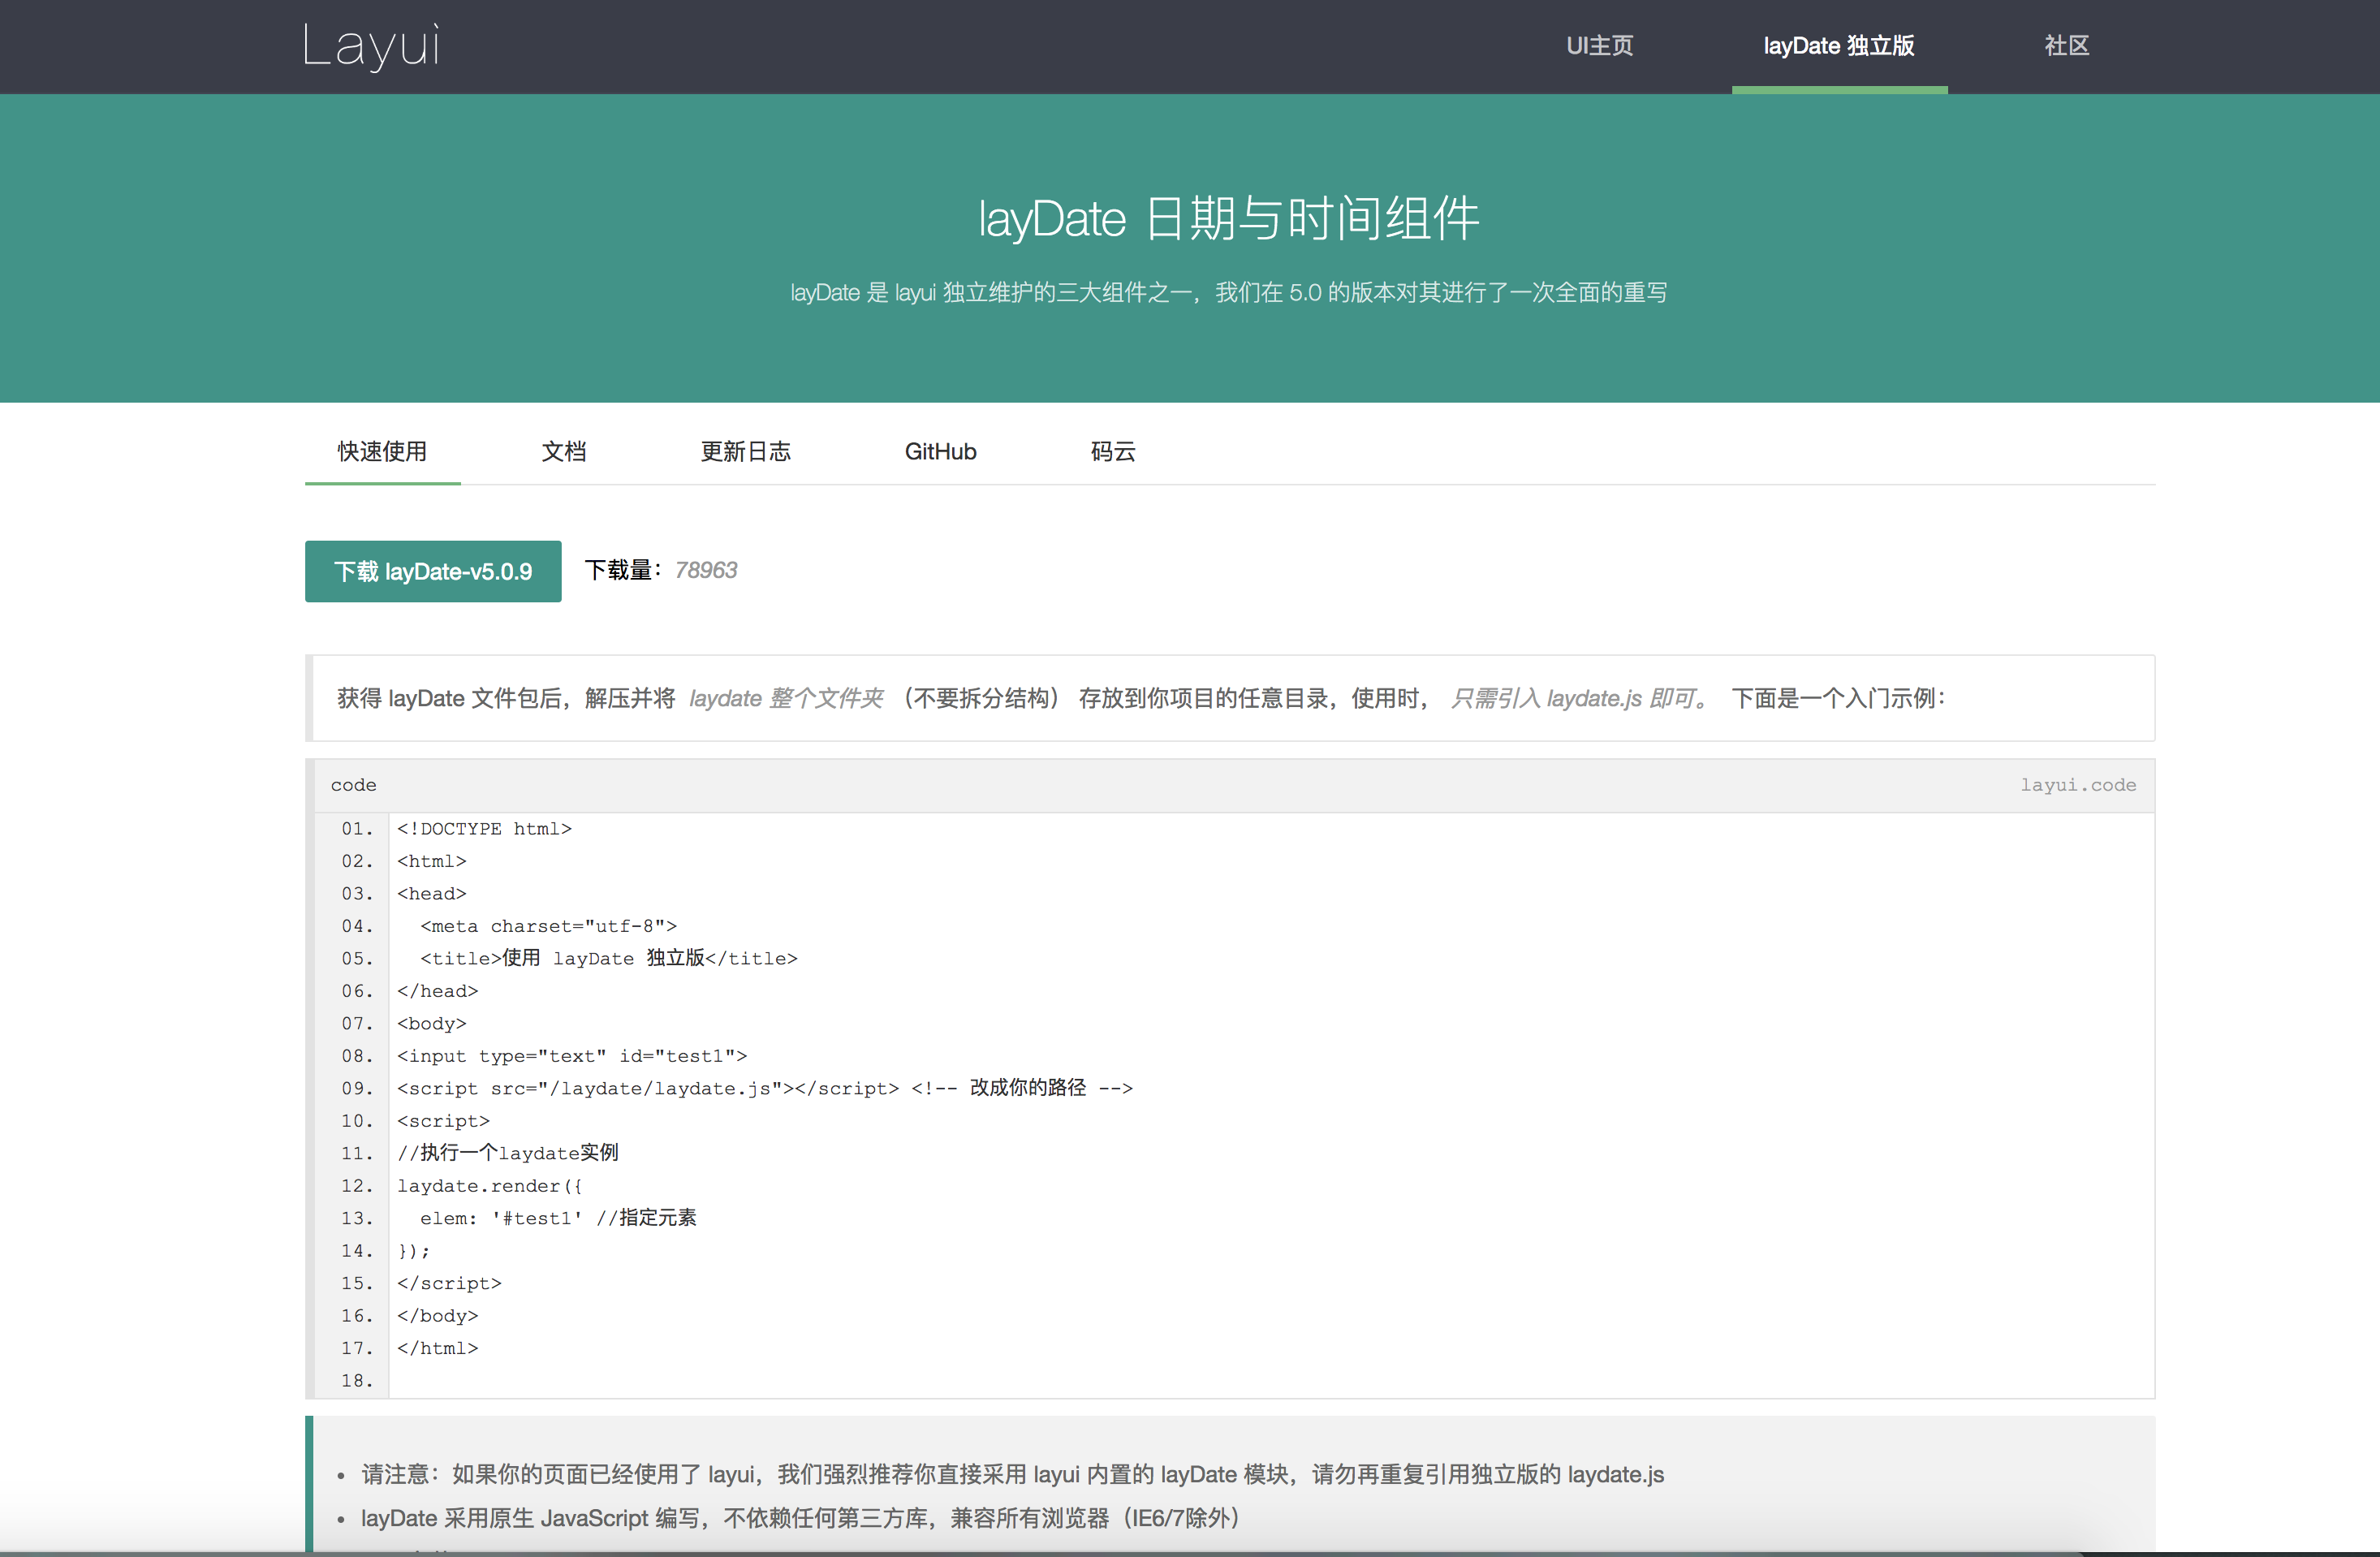 Layui
UI主页
layDate 独立版
社区
layDate 日期与时间组件
layDate 是 layui 独立维护的三大组件之一，我们在 5.0 的版本对其进行了一次全面的重写
快速使用
文档
更新日志
GitHub
码云
下载 layDate-v5.0.9
下载量：78963
获得 layDate 文件包后，解压并将 laydate 整个文件夹 （不要拆分结构） 存放到你项目的任意目录，使用时， 只需引入 laydate.js 即可。 下面是一个入门示例：
code
layui.code
01. <!DOCTYPE html>
02. <html>
03. <head>
04.   <meta charset="utf-8">
05.   <title>使用 layDate 独立版</title>
06. </head>
07. <body>
08. <input type="text" id="test1">
09. <script src="/laydate/laydate.js"></script> <!-- 改成你的路径 -->
10. <script>
11. //执行一个laydate实例
12. laydate.render({
13.   elem: '#test1' //指定元素
14. });
15. </script>
16. </body>
17. </html>
18.
请注意：如果你的页面已经使用了 layui，我们强烈推荐你直接采用 layui 内置的 layDate 模块，请勿再重复引用独立版的 laydate.js
layDate 采用原生 JavaScript 编写，不依赖任何第三方库，兼容所有浏览器（IE6/7除外）